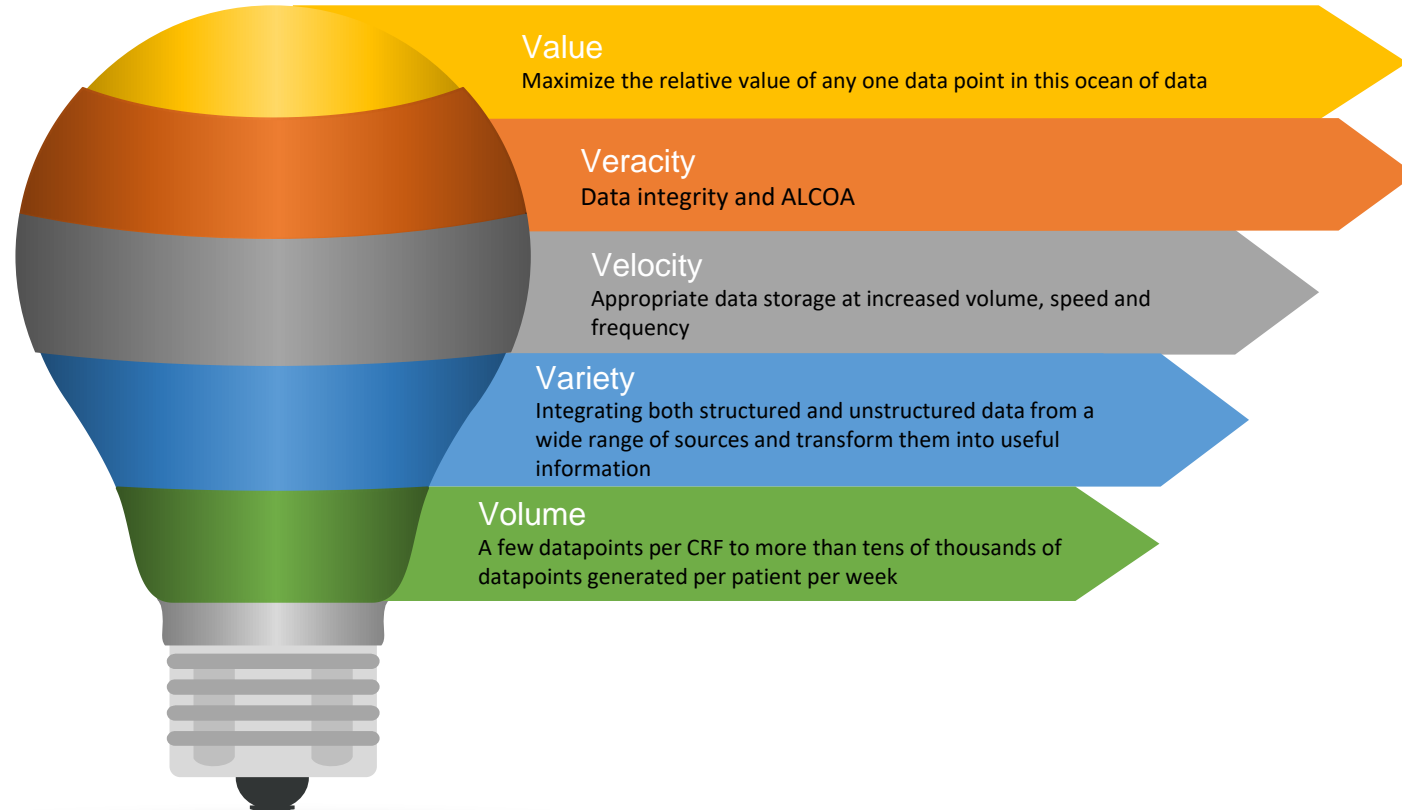 Value
Maximize the relative value of any one data point in this ocean of data
Veracity
Data integrity and ALCOA
Velocity
Appropriate data storage at increased volume, speed and
frequency
Variety
Integrating both structured and unstructured data from a
wide range of sources and transform them into useful
information
Volume
A few datapoints per CRF to more than tens of thousands of
datapoints generated per patient per week